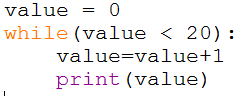 value = 0
while(value < 20):
    value=value+1
    print(value)